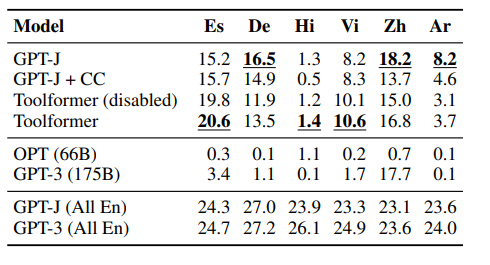 Model Es De Hi Vi Zh Ar
GPT-J 15.2 16.5 1.3 8.2 18.2 8.2
GPT-J + CC 15.7 14.9 0.5 8.3 13.7 4.6
Toolformer (disabled) 19.8 11.9 1.2 10.1 15.0 3.1
Toolformer 20.6 13.5 1.4 10.6 16.8 3.7
OPT (66B) 0.3 0.1 1.1 0.2 0.7 0.1
GPT-3 (175B) 3.4 1.1 0.1 1.7 17.7 0.1
GPT-J (All En) 24.3 27.0 23.9 23.3 23.1 23.6
GPT-3 (All En) 24.7 27.2 26.1 24.9 23.6 24.0